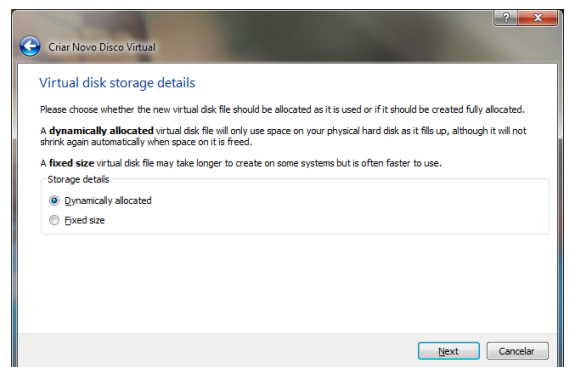 Criar Novo Disco Virtual
Virtual disk storage details
Please choose whether the new virtual disk file should be allocated as it is used or if it should be created fully allocated.
A dynamically allocated virtual disk file will only use space on your physical hard disk as it fills up, although it will not
shrink again automatically when space on it is freed.
A fixed size virtual disk file may take longer to create on some systems but is often faster to use.
Storage details
Dynamically allocated
Fixed size
Next Cancelar